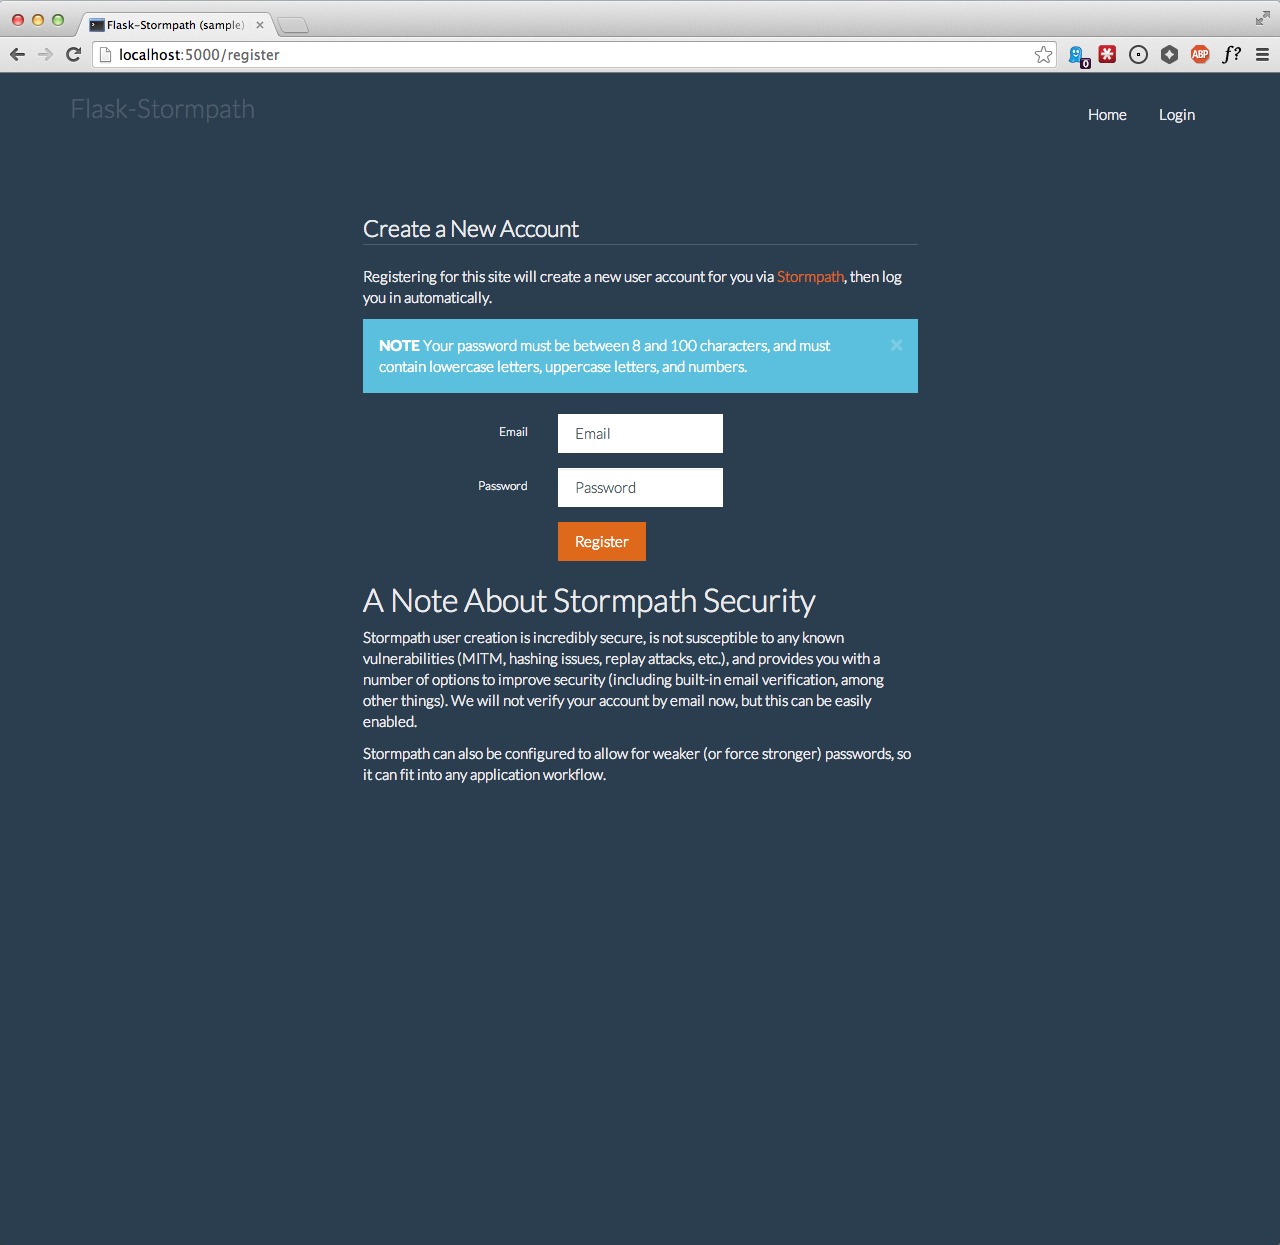 Flask-Stormpath (sample)
localhost:5000/register
0
ABP
f?
Flask-Stormpath
Home
Login
Create a New Account
Registering for this site will create a new user account for you via Stormpath, then log
you in automatically.
NOTE Your password must be between 8 and 100 characters, and must
contain lowercase letters, uppercase letters, and numbers.
Email
Email
Password
Password
Register
A Note About Stormpath Security
Stormpath user creation is incredibly secure, is not susceptible to any known
vulnerabilities (MITM, hashing issues, replay attacks, etc.), and provides you with a
number of options to improve security (including built-in email verification, among
other things). We will not verify your account by email now, but this can be easily
enabled.
Stormpath can also be configured to allow for weaker (or force stronger) passwords, so
it can fit into any application workflow.